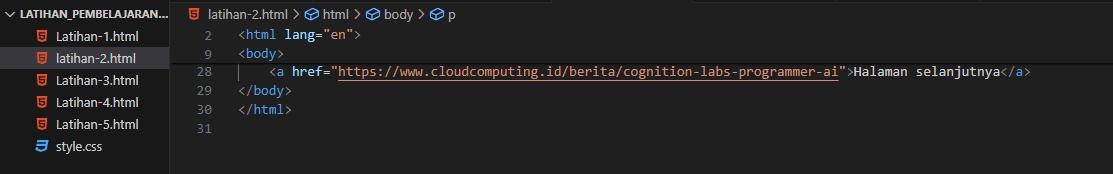 LATIHAN_PEMBELAJARAN...
Latihan-1.html
latihan-2.html
Latihan-3.html
Latihan-4.html
Latihan-5.html
style.css
latihan-2.html > html > body > p
2 <html lang="en">
9 <body>
28 <a href="https://www.cloudcomputing.id/berita/cognition-labs-programmer-ai">Halaman selanjutnya</a>
29 </body>
30 </html>
31